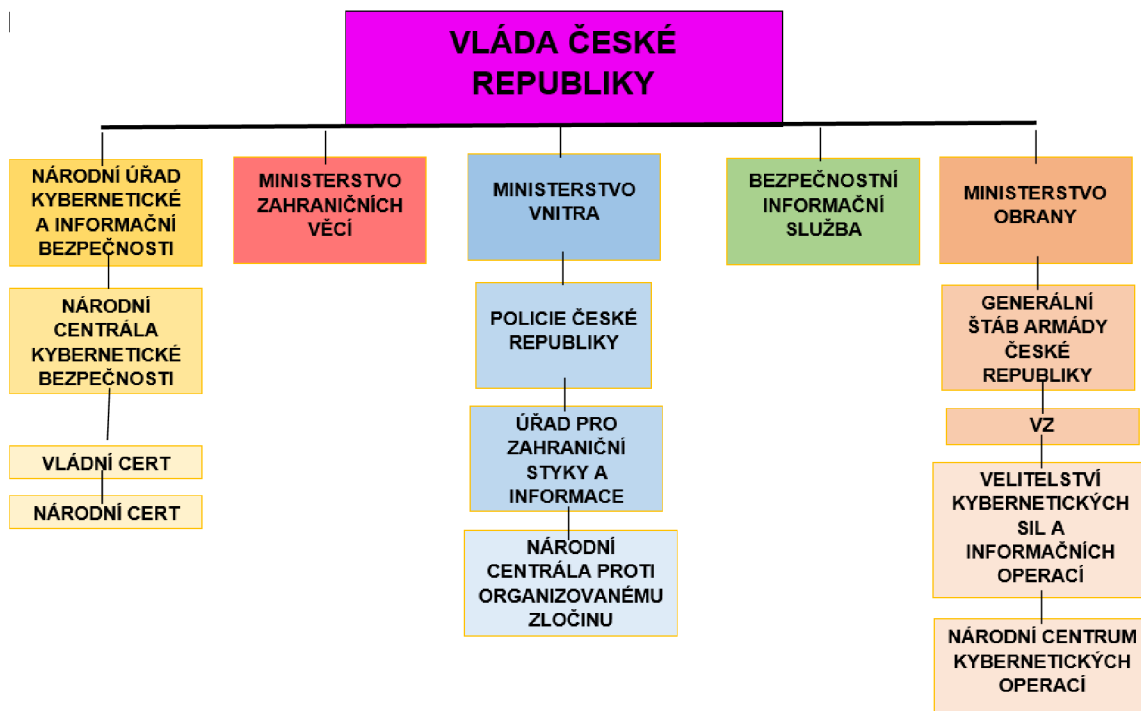 VLÁDA ČESKÉ
REPUBLIKY
NÁRODNÍ ÚŘAD
KYBERNETICKÉ
A INFORMAČNÍ
BEZPEČNOSTI
MINISTERSTVO
ZAHRANIČNÍCH
VĚCÍ
MINISTERSTVO
VNITRA
BEZPEČNOSTNÍ
INFORMAČNÍ
SLUŽBA
MINISTERSTVO
OBRANY
NÁRODNÍ
CENTRÁLA
KYBERNETICKÉ
BEZPEČNOSTI
POLICIE ČESKÉ
REPUBLIKY
GENERÁLNÍ
ŠTÁB ARMÁDY
ČESKÉ
REPUBLIKY
VLÁDNÍ CERT
ÚŘAD PRO
ZAHRANIČNÍ
STYKY A
INFORMACE
VZ
NÁRODNÍ CERT
VELITELSTVÍ
KYBERNETICKÝCH
SIL A
INFORMAČNÍCH
OPERACÍ
NÁRODNÍ
CENTRÁLA PROTI
ORGANIZOVANÉMU
ZLOČINU
NÁRODNÍ CENTRUM
KYBERNETICKÝCH
OPERACÍ